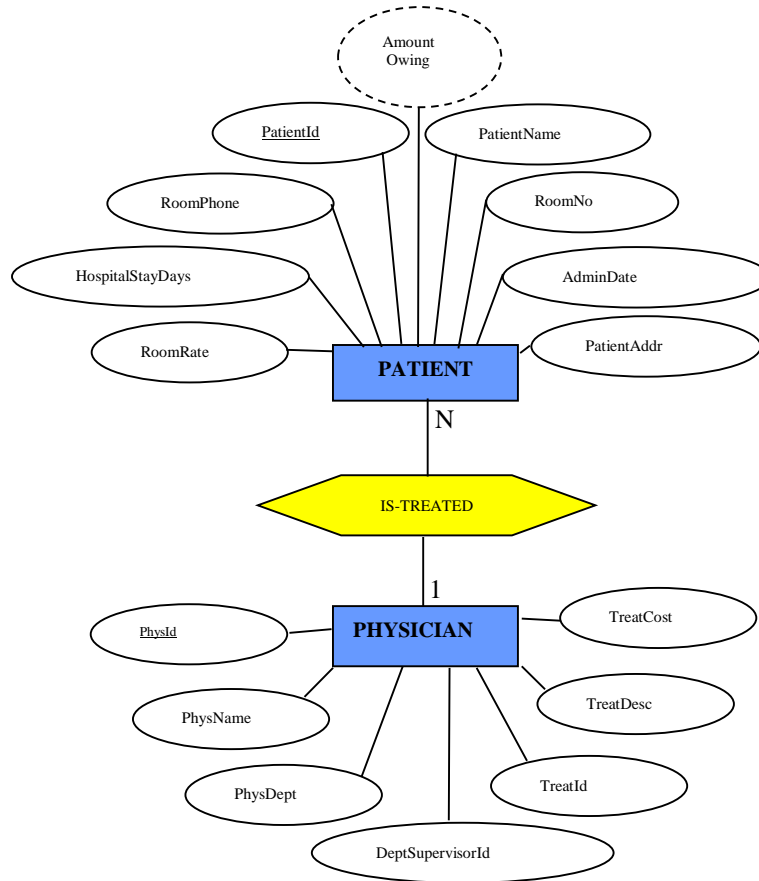 Amount
Owing
PatientId
PatientName
RoomPhone
RoomNo
HospitalStayDays
AdminDate
RoomRate
PatientAddr
PATIENT
N
IS-TREATED
1
PHYSICIAN
PhysId
TreatCost
PhysName
TreatDesc
PhysDept
TreatId
DeptSupervisorId